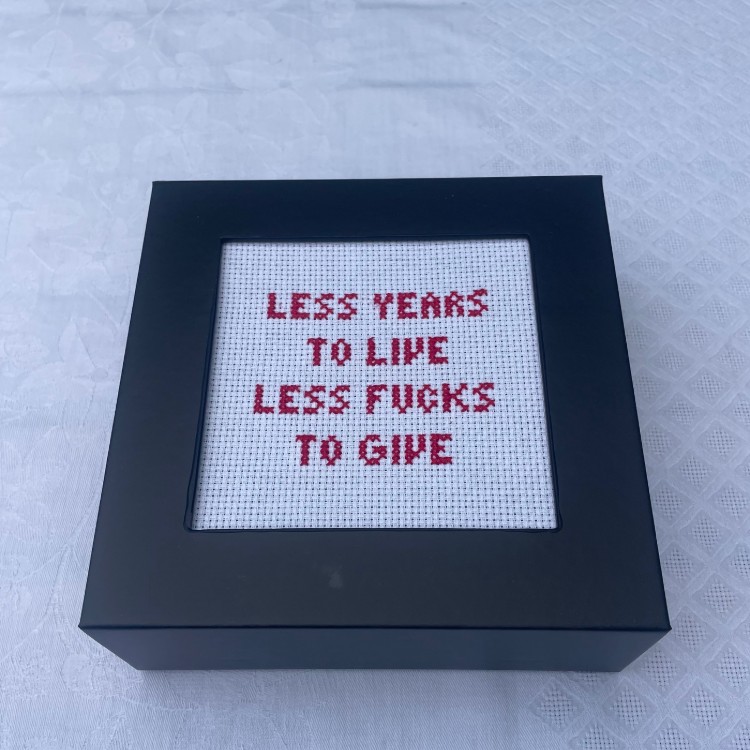 LESS YEARS
TO LIVE
LESS FUCKS
TO GIVE